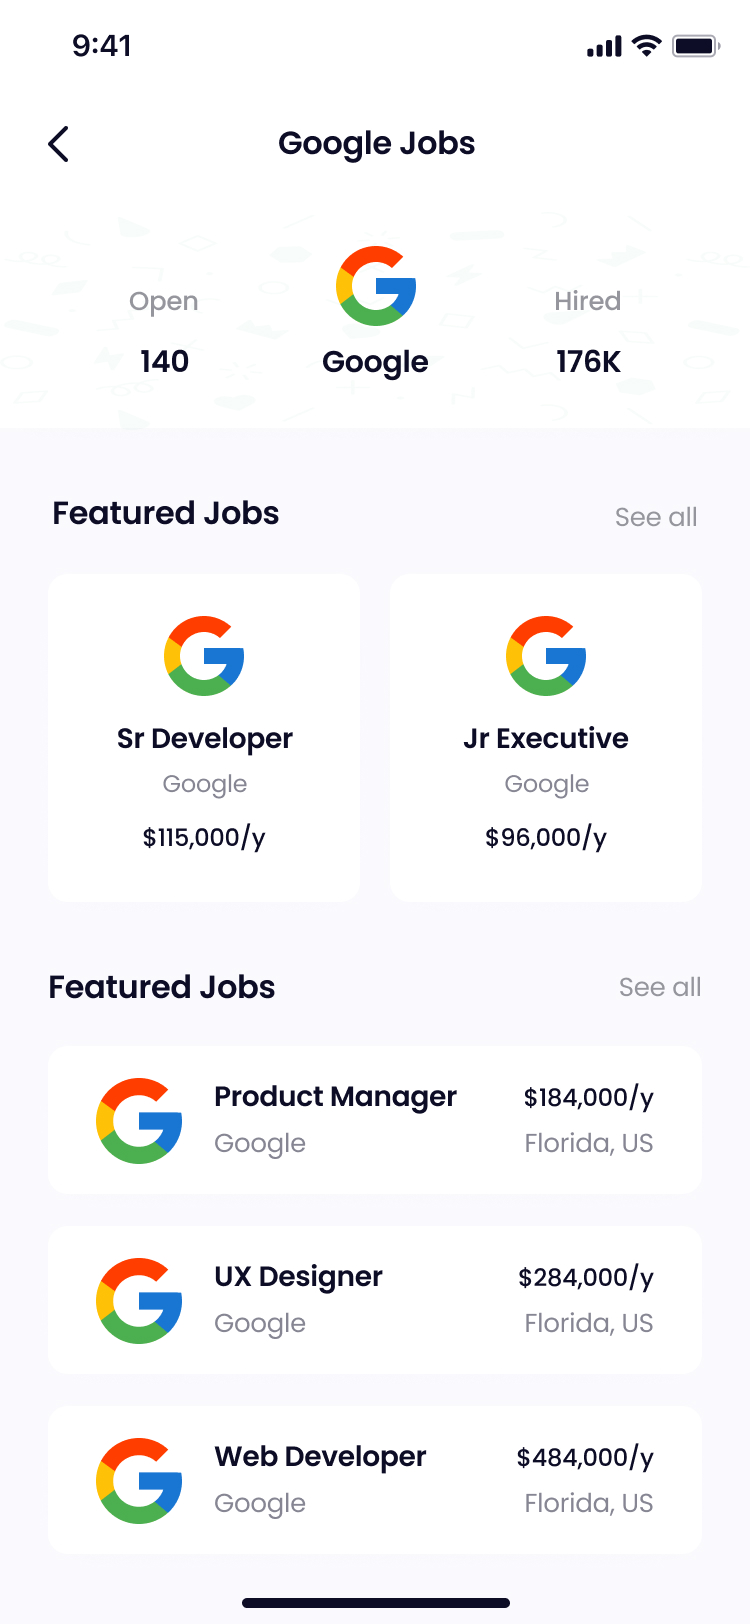 9:41
Google Jobs
Open
Hired
140
Google
176K
Featured Jobs
See all
Sr Developer
Google
$115,000/y
Jr Executive
Google
$96,000/y
Featured Jobs
See all
Product Manager
$184,000/y
Google
Florida, US
UX Designer
$284,000/y
Google
Florida, US
Web Developer
$484,000/y
Google
Florida, US